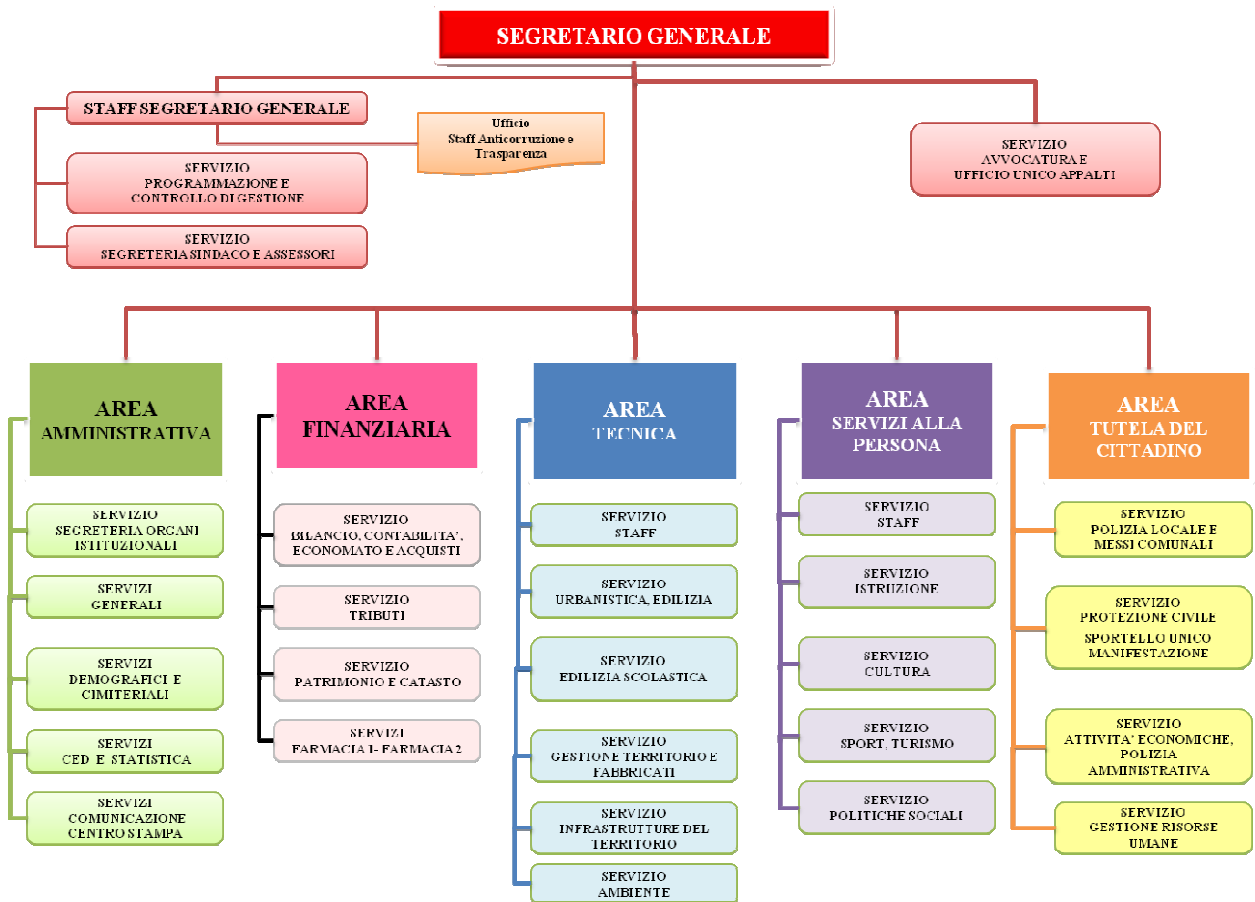 SEGRETARIO GENERALE
STAFF SEGRETARIO GENERALE
Ufficio
Staff Anticorruzione e
Trasparenza
SERVIZIO
AVVOCATURA E
UFFICIO UNICO APPALTI
SERVIZIO
PROGRAMMAZIONE E
CONTROLLO DI GESTIONE
SERVIZIO
SEGRETERIA SINDACO E ASSESSORI
AREA
AMMINISTRATIVA
SERVIZIO
SEGRETERIA ORGANI
ISTITUZIONALI
SERVIZI
GENERALI
SERVIZI
DEMOGRAFICI E
CIMITERIALI
SERVIZI
CED E STATISTICA
SERVIZI
COMUNICAZIONE
CENTRO STAMPA
AREA
FINANZIARIA
SERVIZIO
BILANCIO, CONTABILITA’,
ECONOMATO E ACQUISTI
SERVIZIO
TRIBUTI
SERVIZIO
PATRIMONIO E CATASTO
SERVIZI
FARMACIA 1- FARMACIA 2
AREA
TECNICA
SERVIZIO
STAFF
SERVIZIO
URBANISTICA, EDILIZIA
SERVIZIO
EDILIZIA SCOLASTICA
SERVIZIO
GESTIONE TERRITORIO E
FABBRICATI
SERVIZIO
INFRASTRUTTURE DEL
TERRITORIO
SERVIZIO
AMBIENTE
AREA
SERVIZI ALLA
PERSONA
SERVIZIO
STAFF
SERVIZIO
ISTRUZIONE
SERVIZIO
CULTURA
SERVIZIO
SPORT, TURISMO
SERVIZIO
POLITICHE SOCIALI
AREA
TUTELA DEL
CITTADINO
SERVIZIO
POLIZIA LOCALE E
MESSI COMUNALI
SERVIZIO
PROTEZIONE CIVILE
SPORTELLO UNICO
MANIFESTAZIONE
SERVIZIO
ATTIVITA’ ECONOMICHE,
POLIZIA
AMMINISTRATIVA
SERVIZIO
GESTIONE RISORSE
UMANE